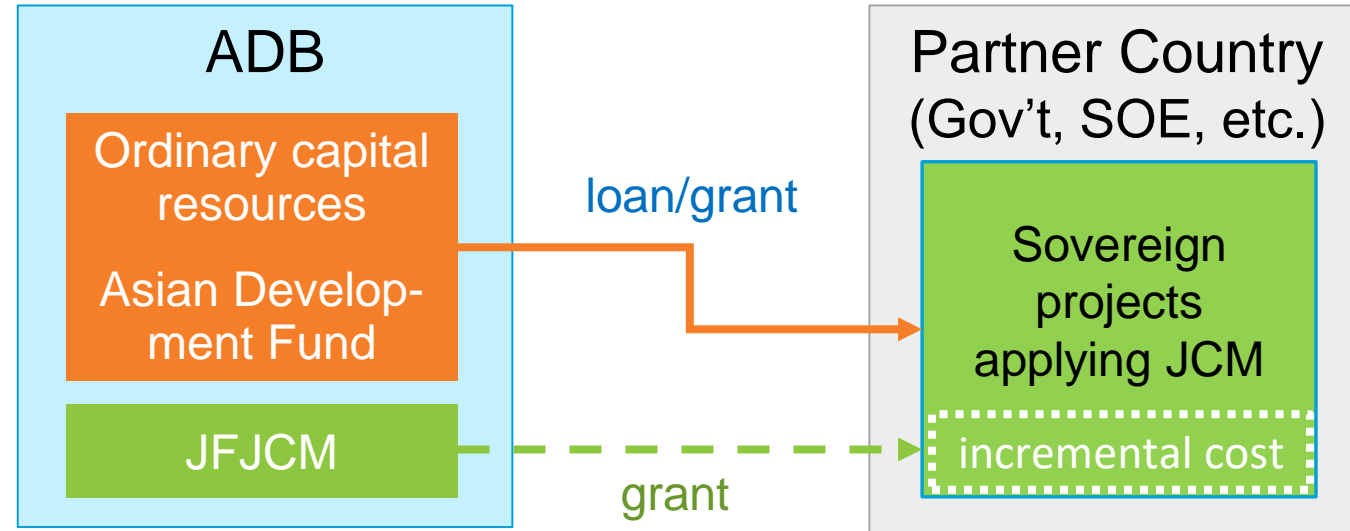 ADB
Ordinary capital
resources
Asian Develop-
ment Fund
JFJCM
loan/grant
grant
Partner Country
(Gov’t, SOE, etc.)
Sovereign
projects
applying JCM
incremental cost